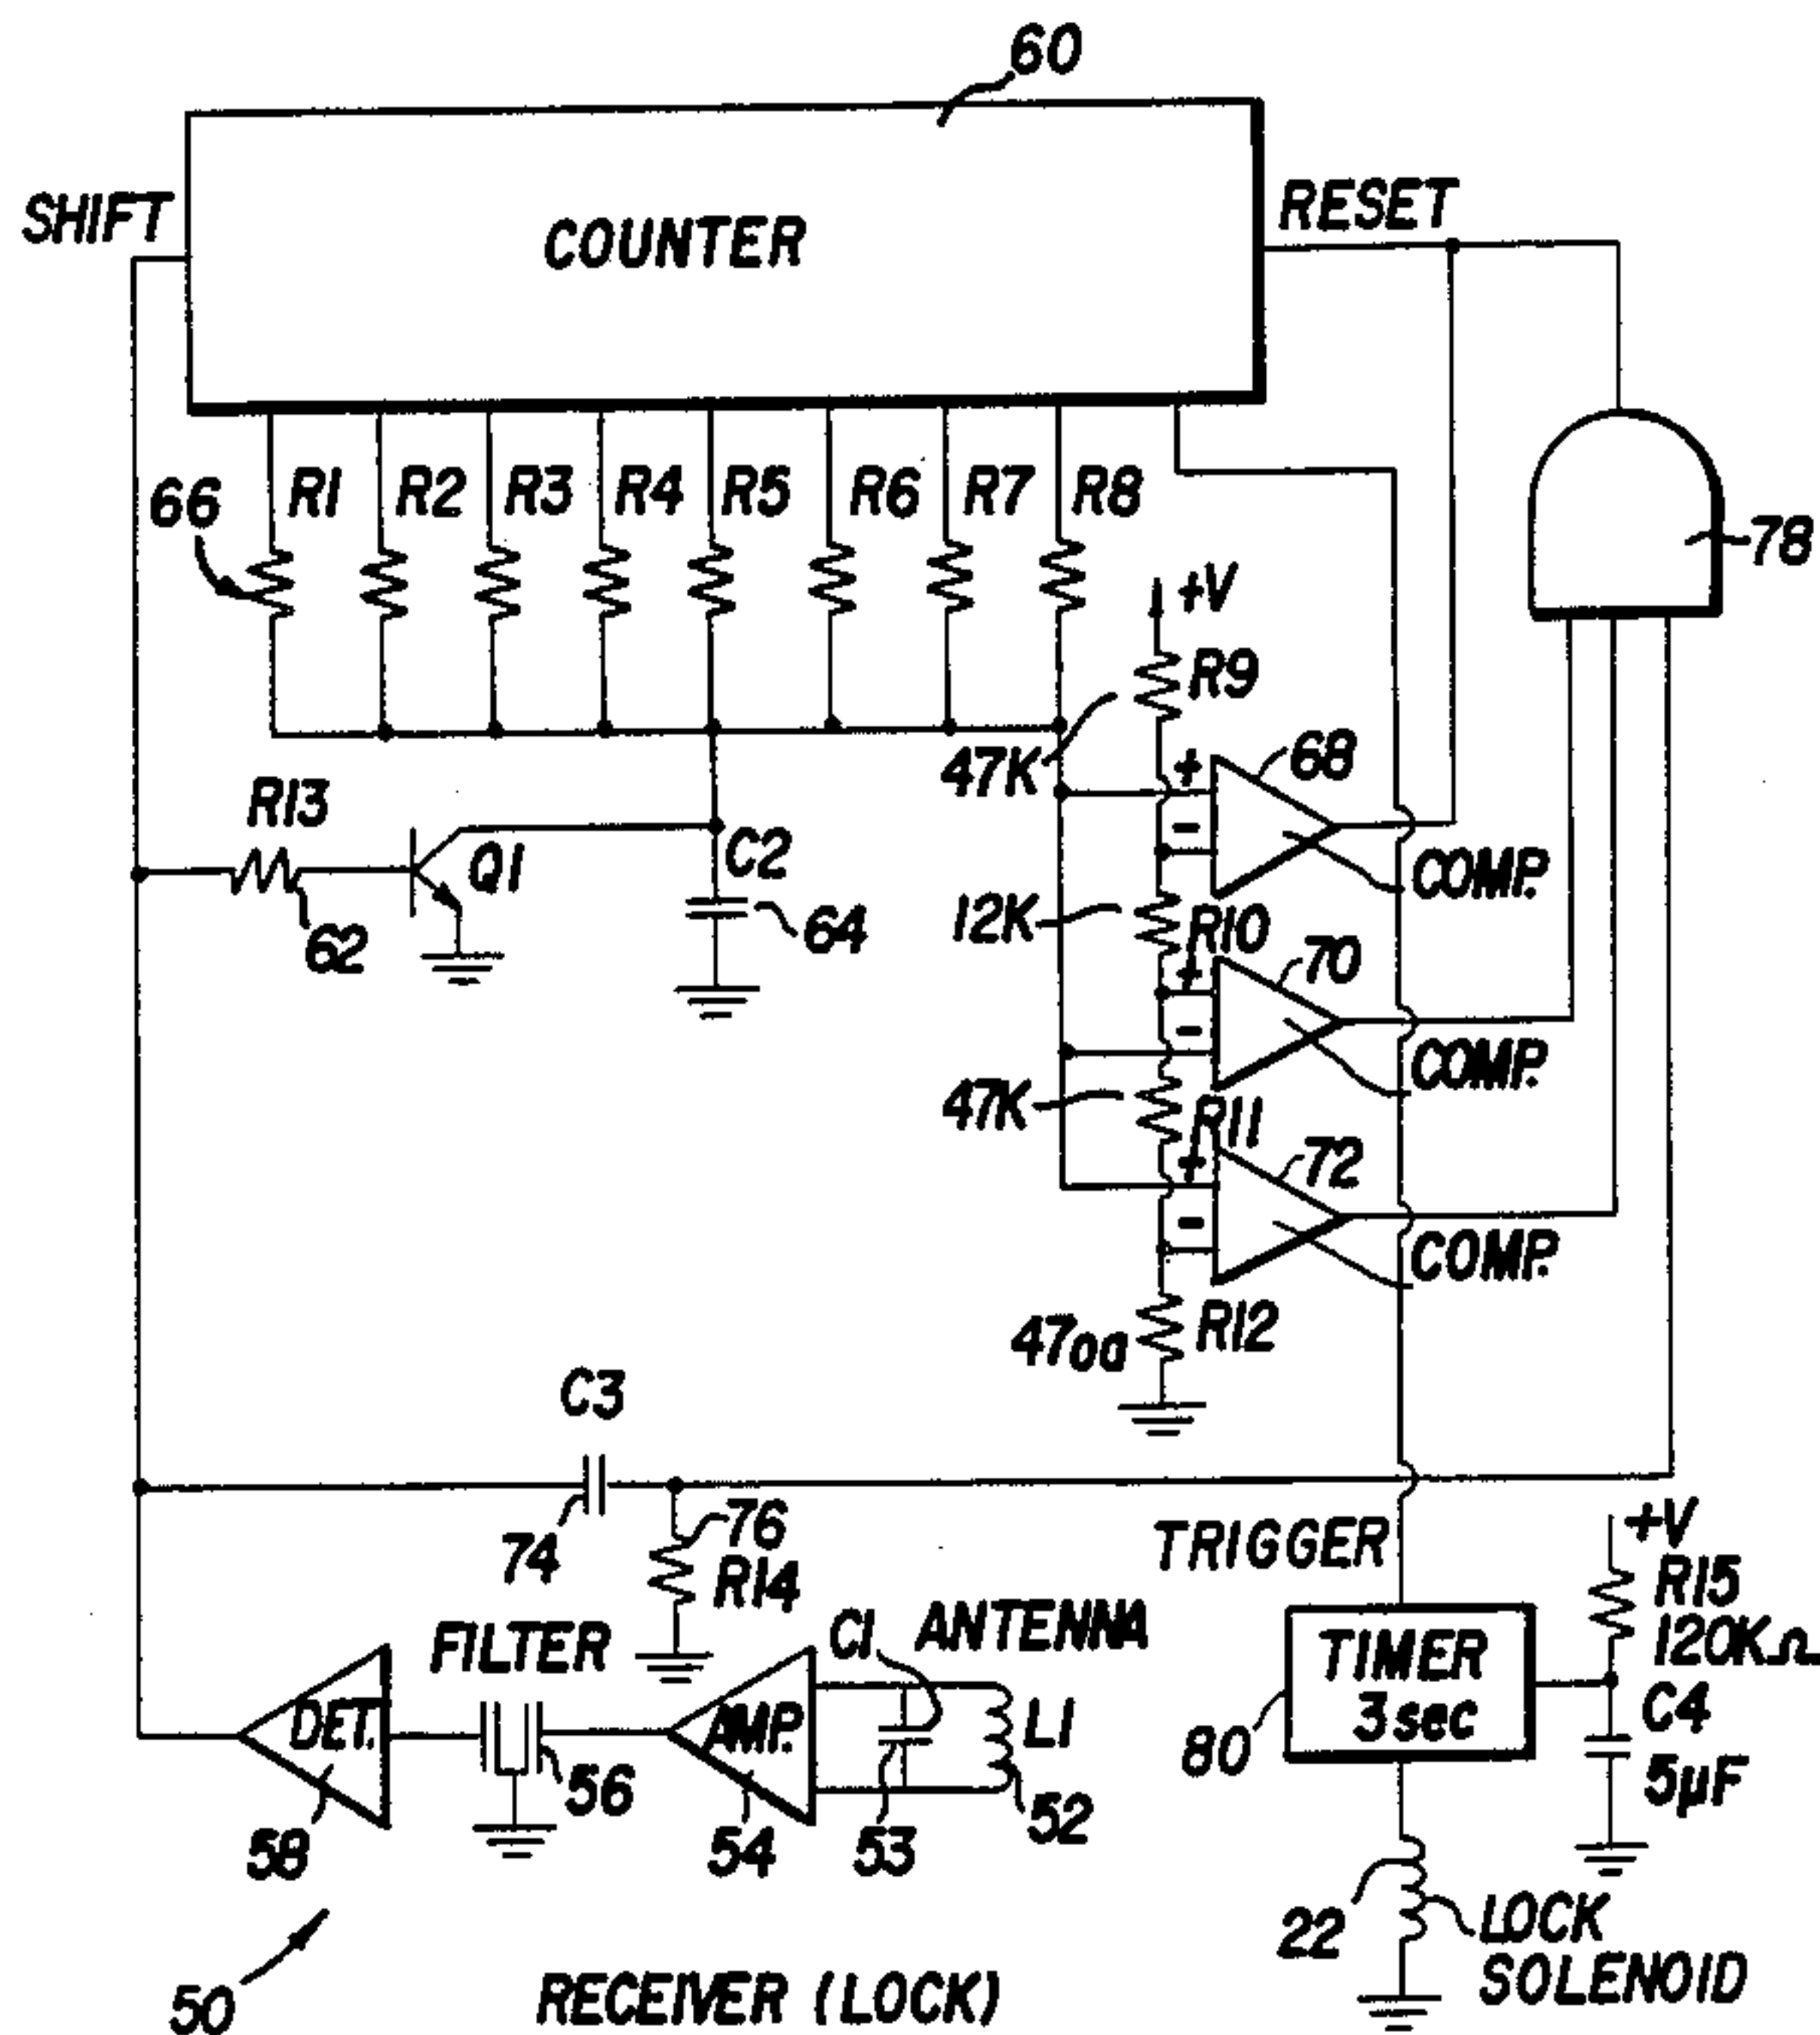 60
SHIFT
COUNTER
RESET
66
R1
R2
R3
R4
R5
R6
R7
R8
78
+V
R9
47K
+
-
68
COMP.
R13
62
Q1
C2
64
12K
R10
+
-
70
COMP.
47K
R11
+
-
72
COMP.
R12
C3
74
76
R14
TRIGGER
+V
R15
120KΩ
TIMER
3sec
80
C4
5µF
FILTER
C1
ANTENNA
DET.
AMP.
L1
58
56
54
53
52
22
LOCK
SOLENOID
50
RECEIVER (LOCK)